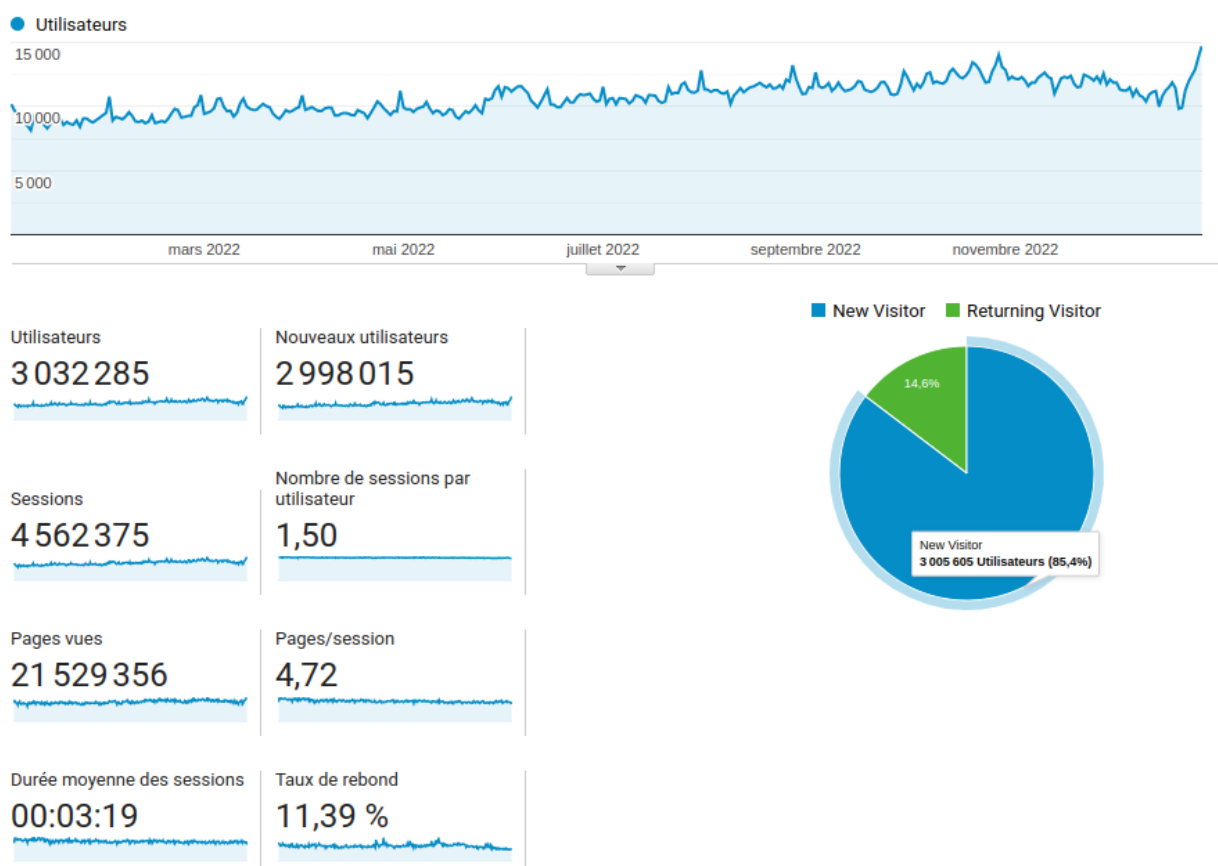 Utilisateurs
15 000
10 000
5 000
mars 2022
mai 2022
juillet 2022
septembre 2022
novembre 2022
New Visitor
Returning Visitor
Utilisateurs
3 032 285
Nouveaux utilisateurs
2 998 015
14,6%
Sessions
4 562 375
Nombre de sessions par
utilisateur
1,50
New Visitor
3 005 605 Utilisateurs (85,4%)
Pages vues
21 529 356
Pages/session
4,72
Durée moyenne des sessions
00:03:19
Taux de rebond
11,39 %